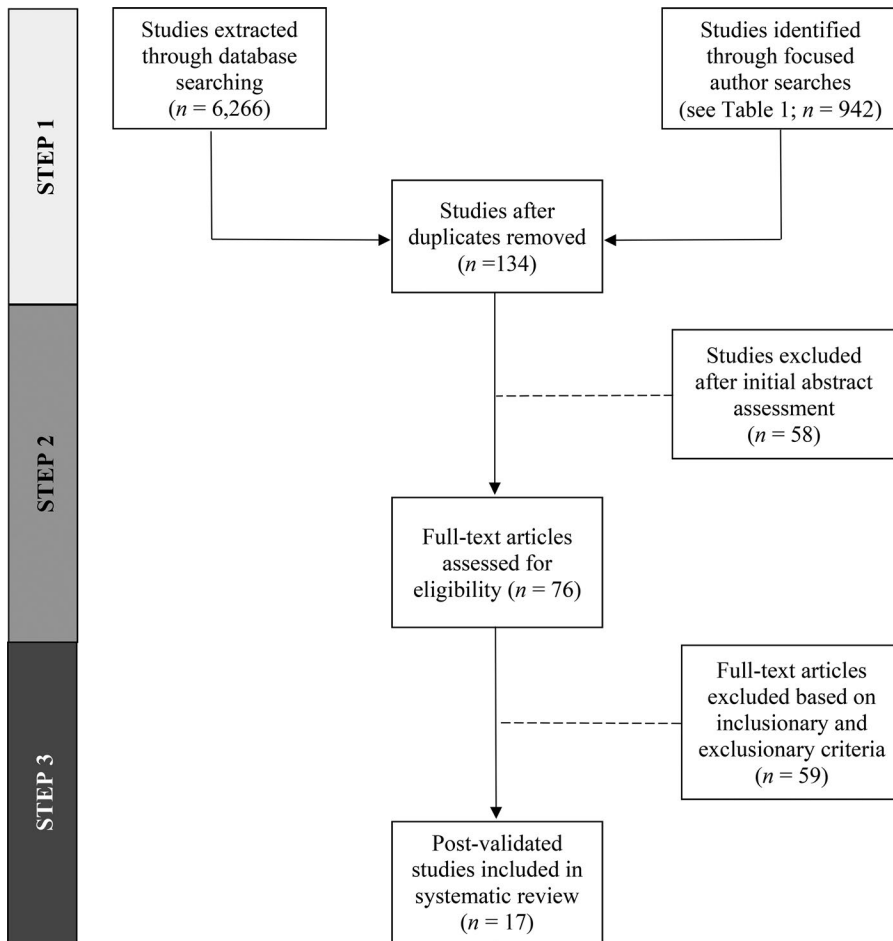 STEP 1
Studies extracted
through database
searching
(n = 6,266)
Studies identified
through focused
author searches
(see Table 1; n = 942)
Studies after
duplicates removed
(n =134)
STEP 2
Studies excluded
after initial abstract
assessment
(n = 58)
Full-text articles
assessed for
eligibility (n = 76)
STEP 3
Full-text articles
excluded based on
inclusionary and
exclusionary criteria
(n = 59)
Post-validated
studies included in
systematic review
(n = 17)